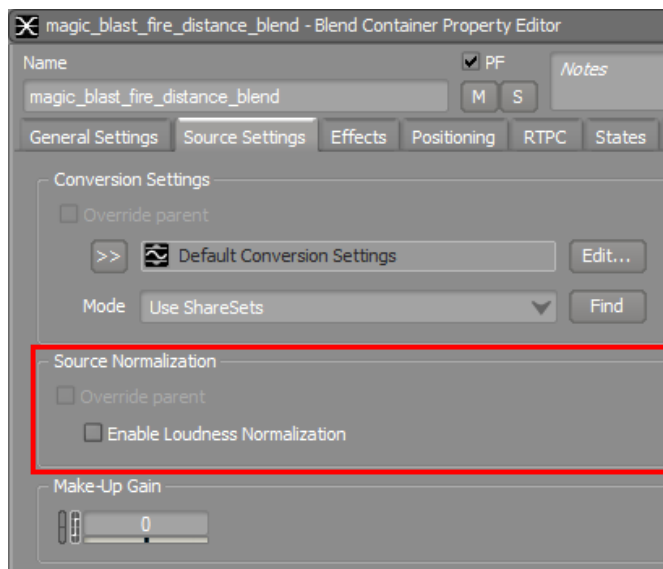 magic_blast_fire_distance_blend - Blend Container Property Editor
Name
PF
Notes
magic_blast_fire_distance_blend
M
S
General Settings
Source Settings
Effects
Positioning
RTPC
States
Conversion Settings
Override parent
>>
Default Conversion Settings
Edit...
Mode
Use ShareSets
Find
Source Normalization
Override parent
Enable Loudness Normalization
Make-Up Gain
0